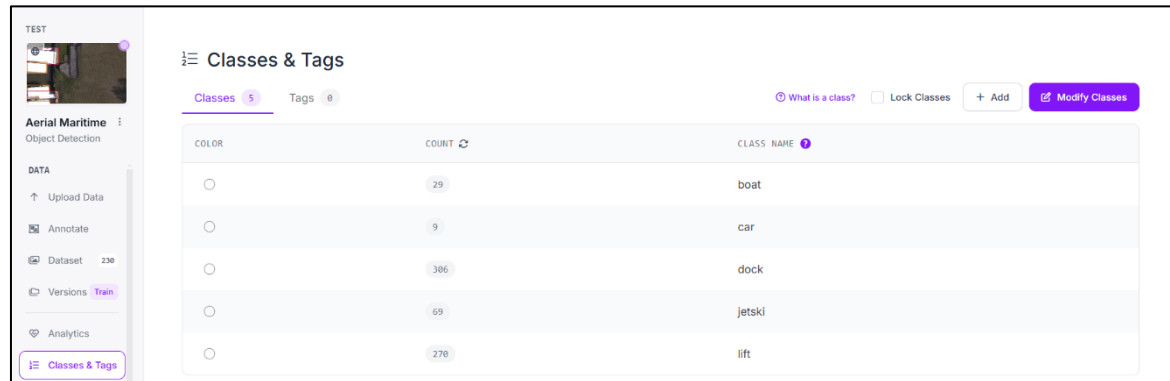 TEST
Aerial Maritime
Object Detection
DATA
Upload Data
Annotate
Dataset 230
Versions Train
Analytics
Classes & Tags
Classes & Tags
Classes 5 Tags 0
What is a class? Lock Classes + Add Modify Classes
COLOR COUNT CLASS NAME
29 boat
9 car
306 dock
69 jetski
270 lift